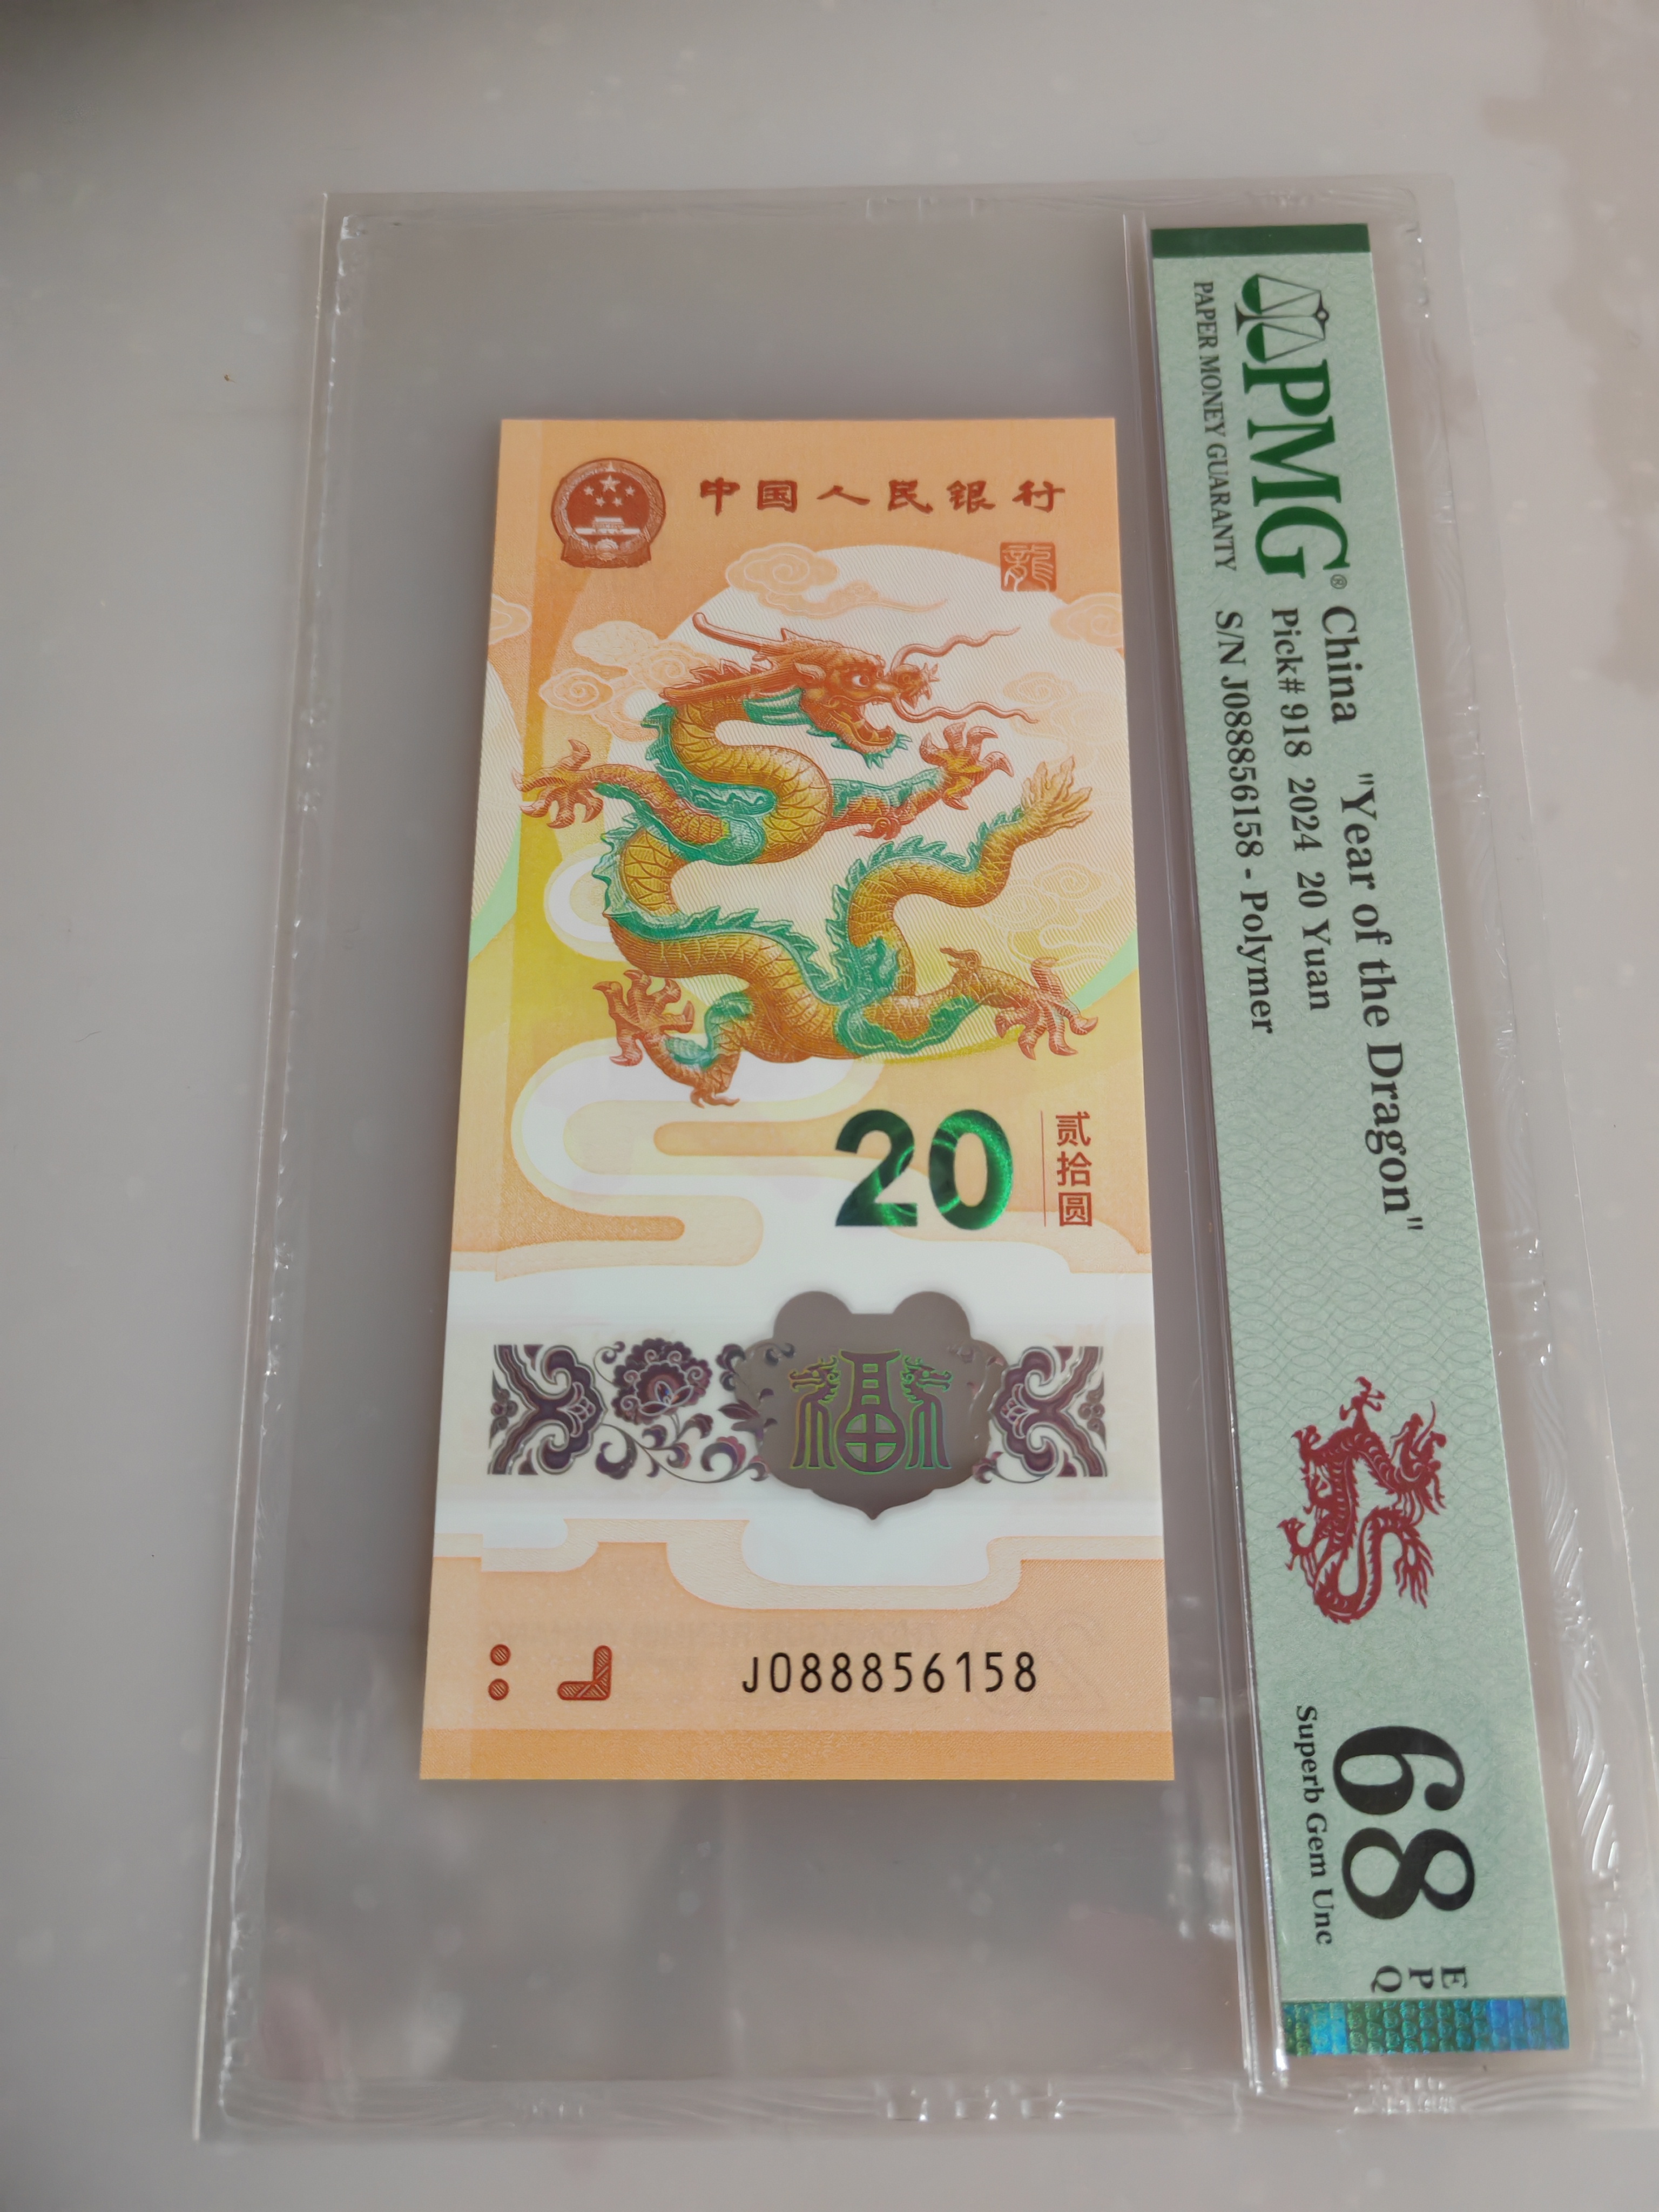 中国人民银行
龍
20
贰拾圆
福
J088856158
PMG®
PAPER MONEY GUARANTY
China "Year of the Dragon"
Pick# 918 2024 20 Yuan
S/N J088856158 - Polymer
68
Superb Gem Unc
E
P
Q